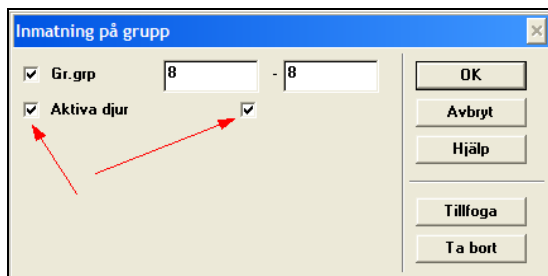 Inmatning på grupp
Gr.grp 8 - 8
OK
Aktiva djur
Avbryt
Hjälp
Tillfoga
Ta bort